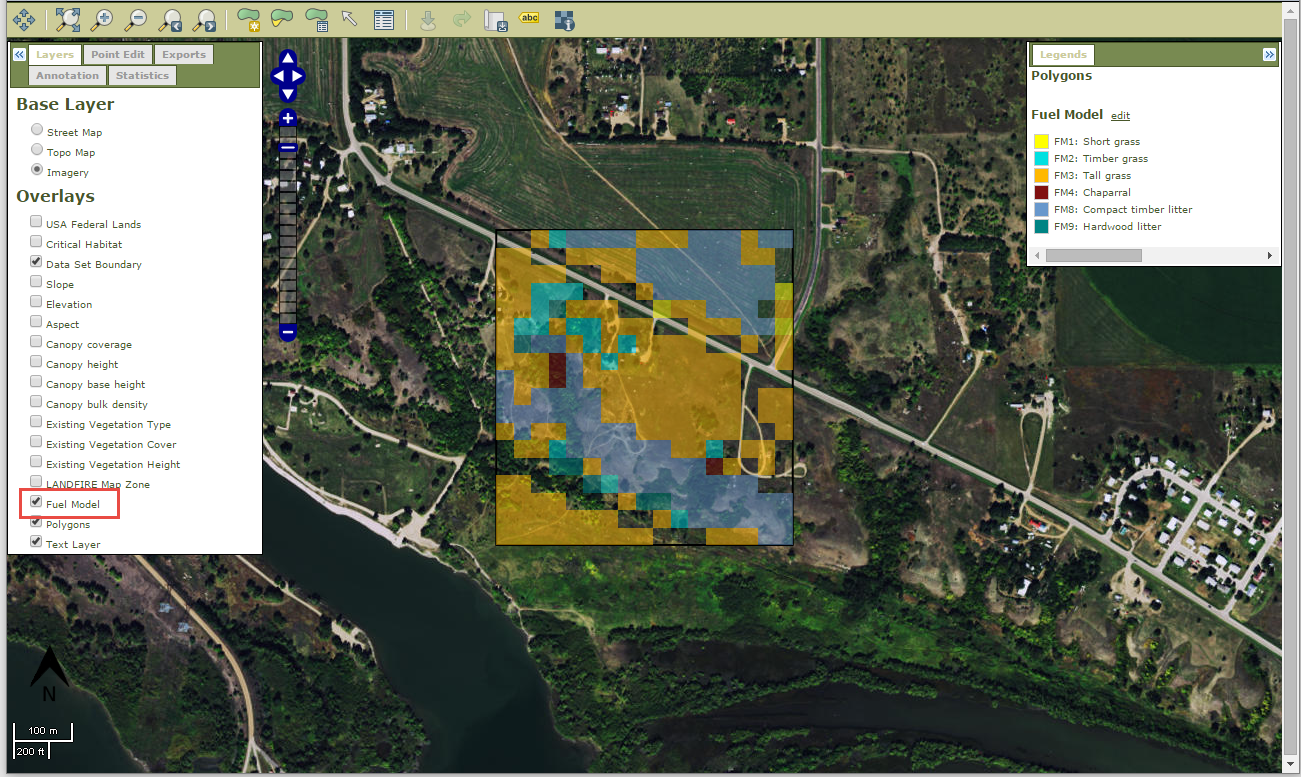 abc
Layers Point Edit Exports
Annotation Statistics
Base Layer
Street Map
Topo Map
Imagery
Overlays
USA Federal Lands
Critical Habitat
Data Set Boundary
Slope
Elevation
Aspect
Canopy coverage
Canopy height
Canopy base height
Canopy bulk density
Existing Vegetation Type
Existing Vegetation Cover
Existing Vegetation Height
LANDFIRE Map Zone
Fuel Model
Polygons
Text Layer
Legends
Polygons
Fuel Model edit
FM1: Short grass
FM2: Timber grass
FM3: Tall grass
FM4: Chaparral
FM8: Compact timber litter
FM9: Hardwood litter
N
100 m
200 ft